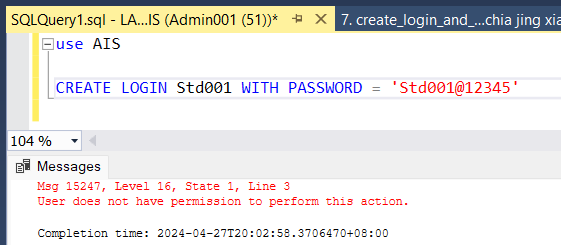 SQLQuery1.sql - LA...IS (Admin001 (51))* 7. create_login_and_...chia jing xia
use AIS
CREATE LOGIN Std001 WITH PASSWORD = 'Std001@12345'
104 %
Messages
Msg 15247, Level 16, State 1, Line 3
User does not have permission to perform this action.
Completion time: 2024-04-27T20:02:58.3706470+08:00